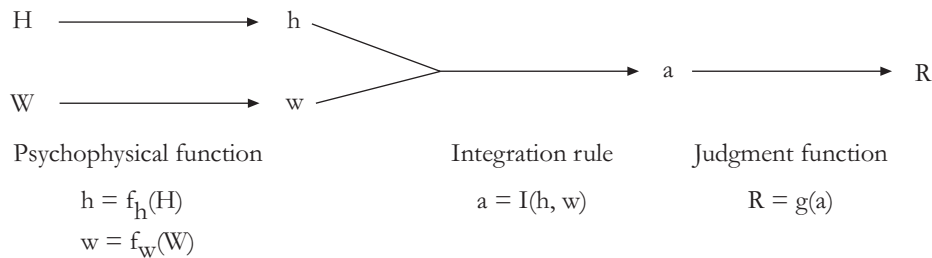 H h
a R
W w
Psychophysical function Integration rule Judgment function
h = fh(H) a = I(h, w) R = g(a)
w = fw(W)